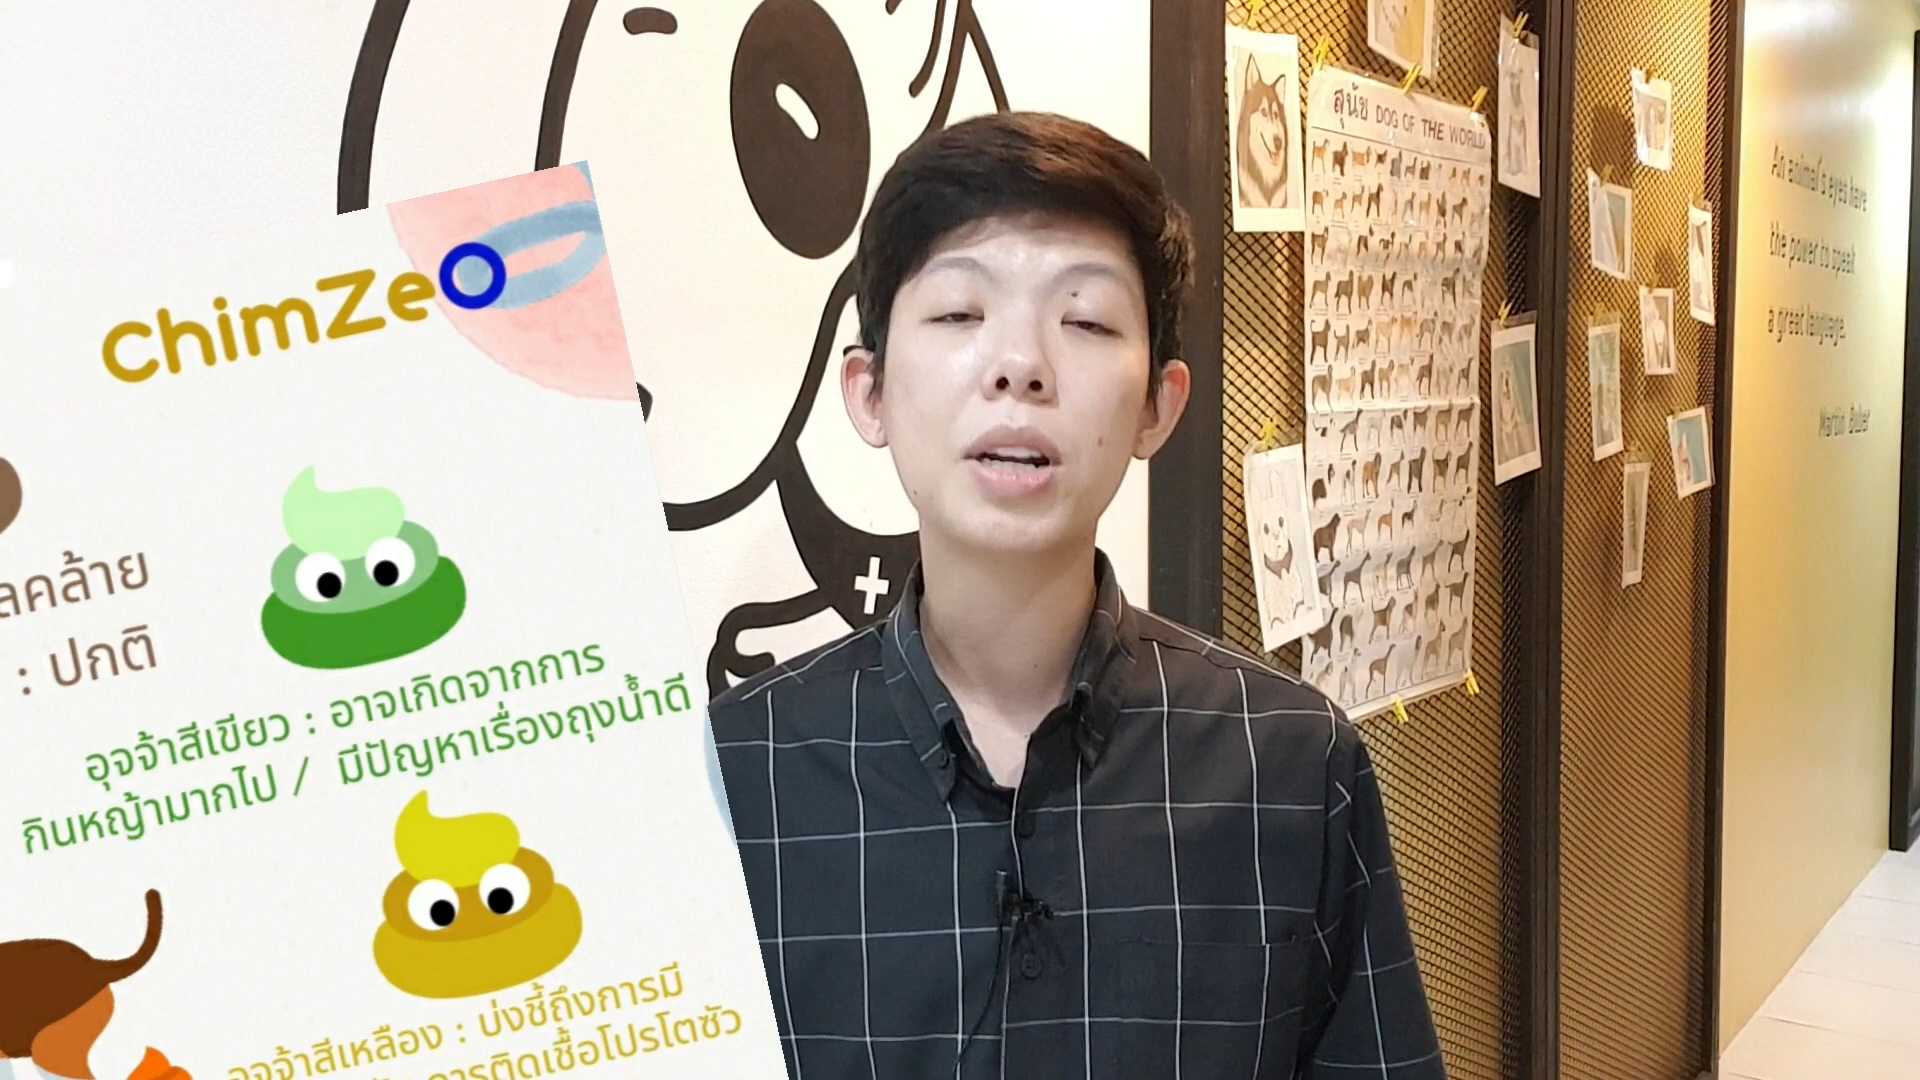 ChimZeo
ลคล้าย
: ปกติ
อุจจ้าสีเขียว : อาจเกิดจากการ
กินหญ้ามากไป / มีปัญหาเรื่องถุงน้ำดี
อุจจ้าสีเหลือง : บ่งชี้ถึงการมี
การติดเชื้อโปรโตซัว
สุนัข DOG OF THE WORLD
An animal's eyes have
the power to speak
a great language.
Martin Buber